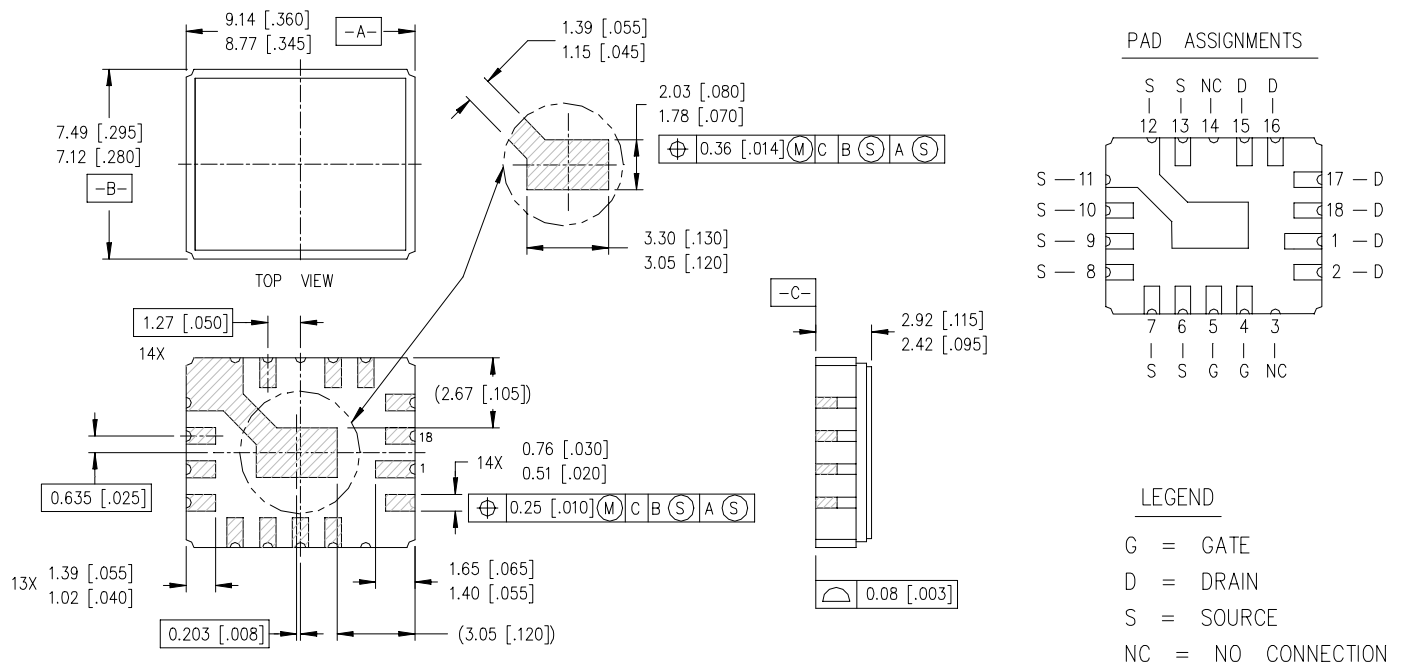 9.14 [.360]
8.77 [.345]
-A-
7.49 [.295]
7.12 [.280]
-B-
TOP VIEW
1.39 [.055]
1.15 [.045]
2.03 [.080]
1.78 [.070]
⌖ 0.36 [.014] Ⓜ C B Ⓢ A Ⓢ
3.30 [.130]
3.05 [.120]
1.27 [.050]
14X
(2.67 [.105])
18
1
0.635 [.025]
14X 0.76 [.030]
0.51 [.020]
⌖ 0.25 [.010] Ⓜ C B Ⓢ A Ⓢ
13X 1.39 [.055]
1.02 [.040]
1.65 [.065]
1.40 [.055]
0.203 [.008]
(3.05 [.120])
-C-
2.92 [.115]
2.42 [.095]
⌓ 0.08 [.003]
PAD ASSIGNMENTS
S S NC D D
12 13 14 15 16
S — 11
S — 10
S — 9
S — 8
17 — D
18 — D
1 — D
2 — D
7 6 5 4 3
S S G G NC
LEGEND
G = GATE
D = DRAIN
S = SOURCE
NC = NO CONNECTION